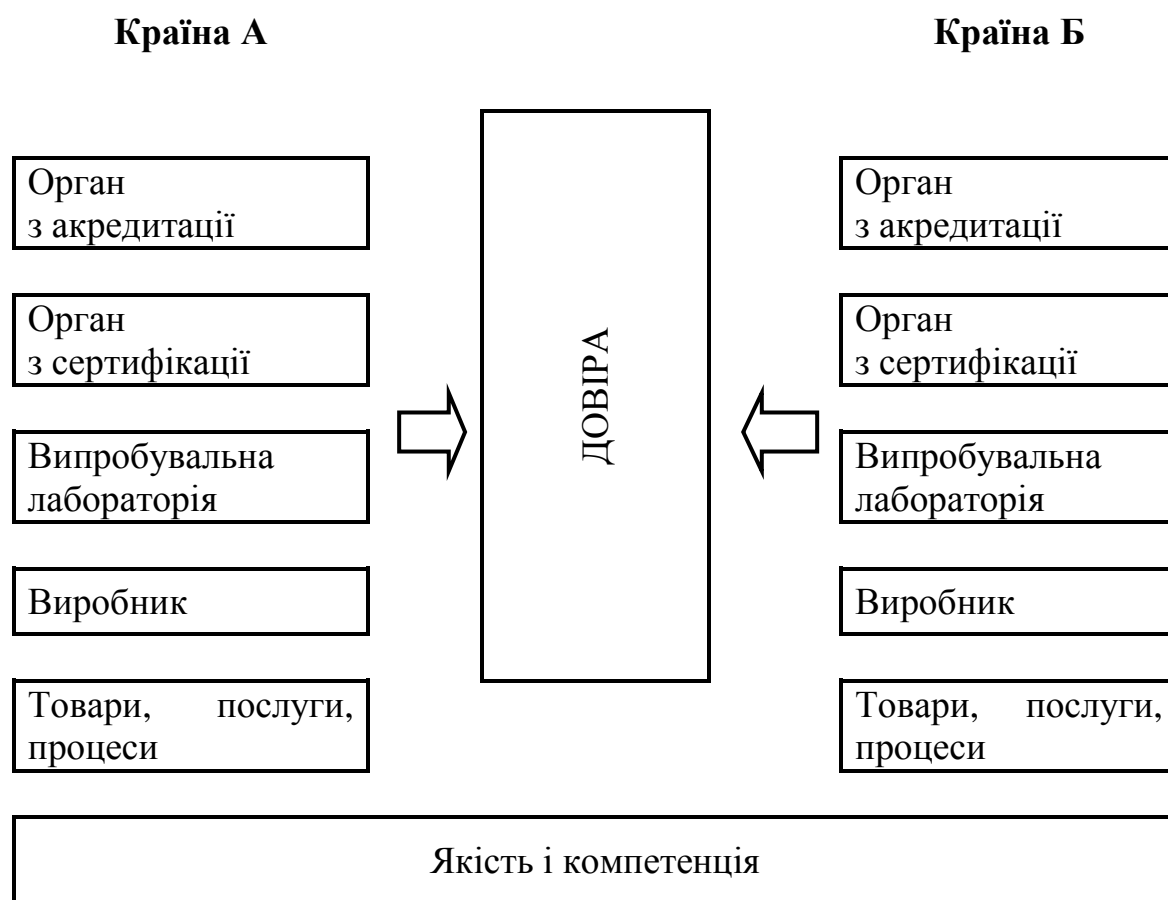 Країна А
Країна Б
Орган
з акредитації
Орган
з сертифікації
Випробувальна
лабораторія
Виробник
Товари, послуги,
процеси
ДОВІРА
Орган
з акредитації
Орган
з сертифікації
Випробувальна
лабораторія
Виробник
Товари, послуги,
процеси
Якість і компетенція